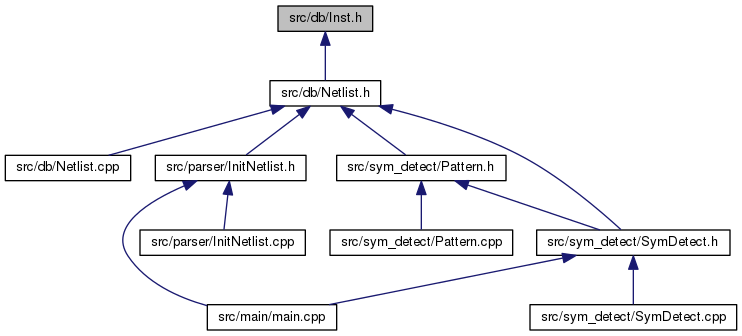 src/db/Inst.h
src/db/Netlist.h
src/db/Netlist.cpp
src/parser/InitNetlist.h
src/sym_detect/Pattern.h
src/parser/InitNetlist.cpp
src/sym_detect/Pattern.cpp
src/sym_detect/SymDetect.h
src/main/main.cpp
src/sym_detect/SymDetect.cpp